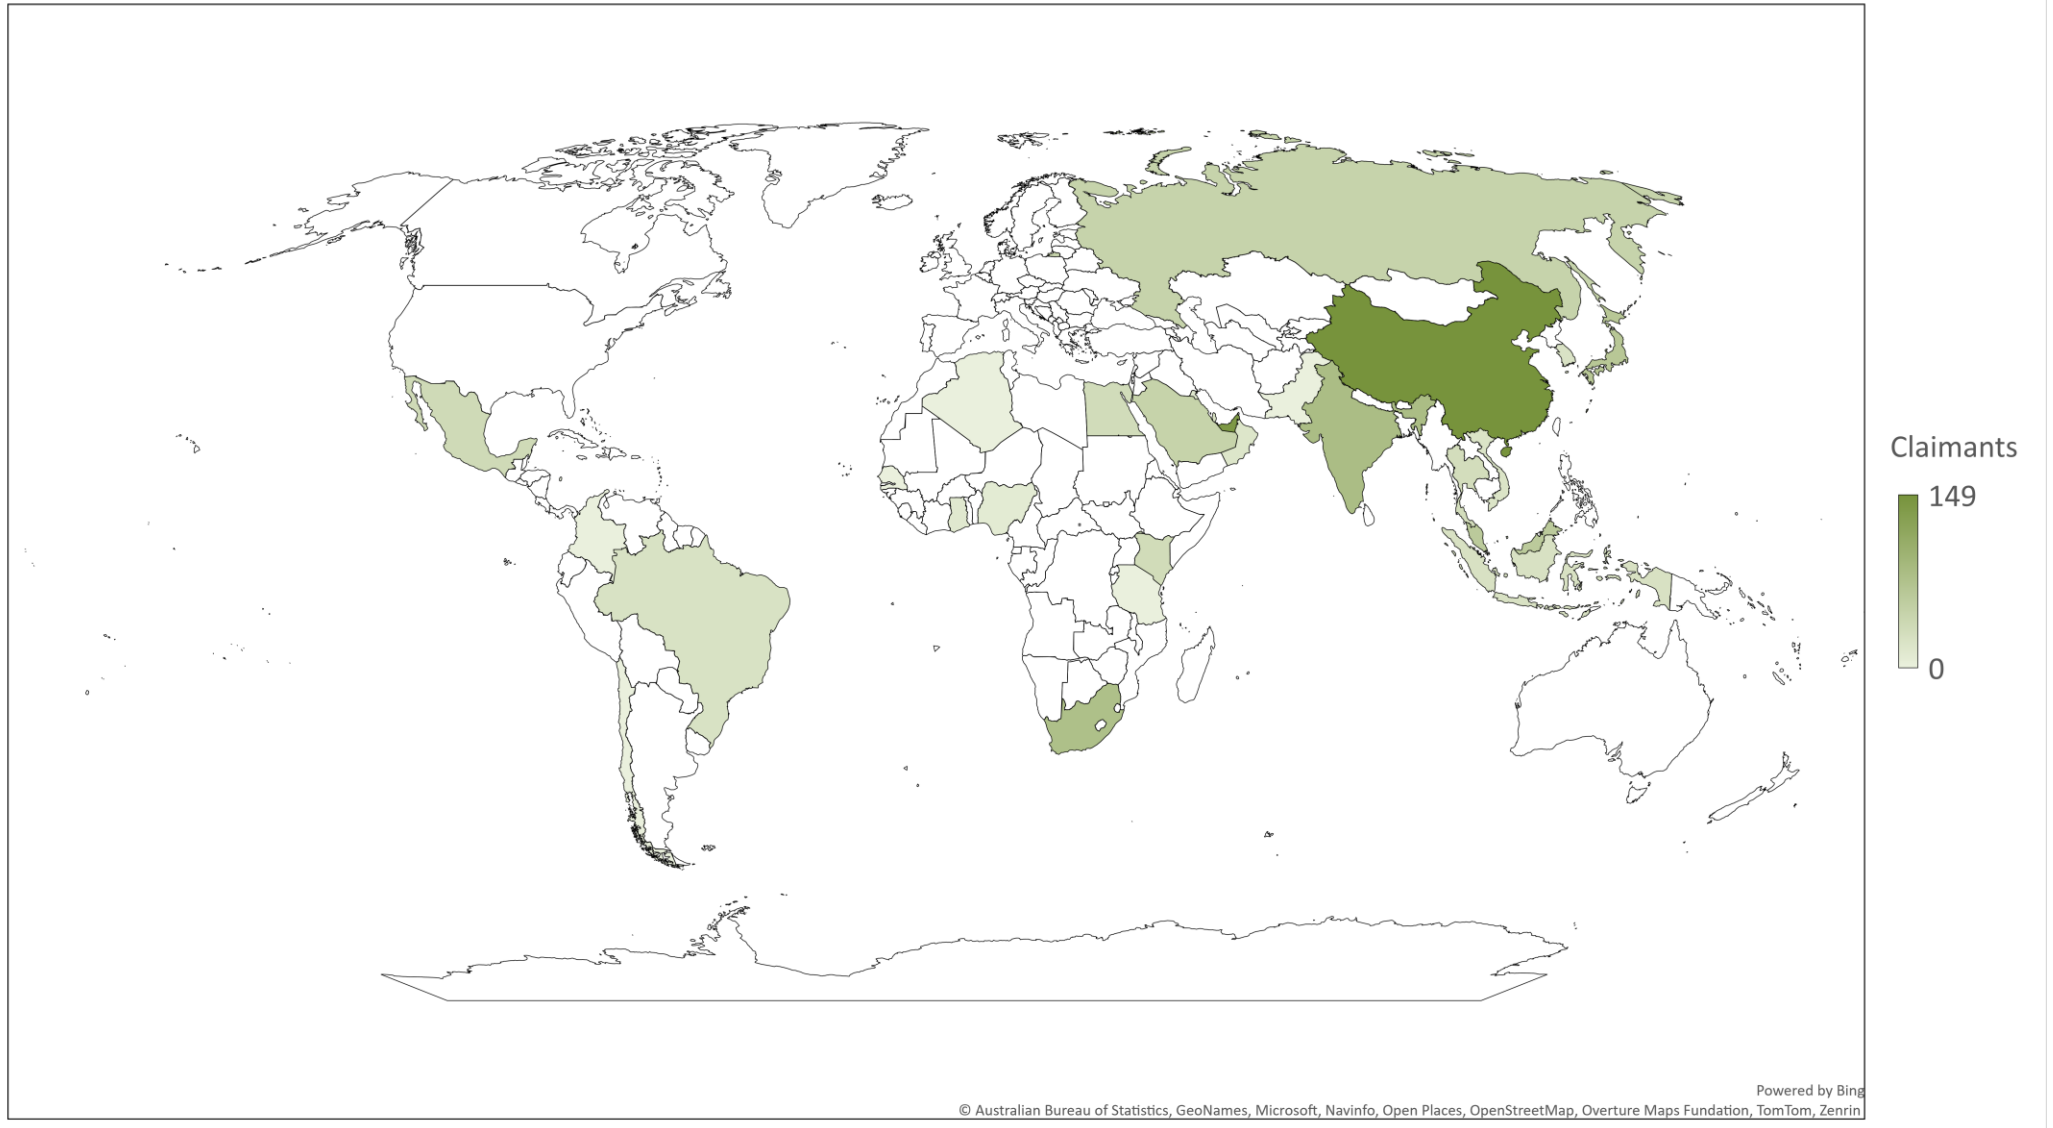 Claimants
149
0
Powered by Bing
© Australian Bureau of Statistics, GeoNames, Microsoft, Navinfo, Open Places, OpenStreetMap, Overture Maps Fundation, TomTom, Zenrin